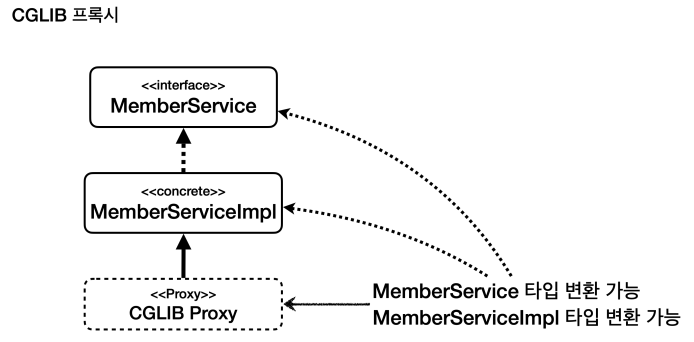 CGLIB 프록시
<<interface>>
MemberService
<<concrete>>
MemberServiceImpl
<<Proxy>>
CGLIB Proxy
MemberService 타입 변환 가능
MemberServiceImpl 타입 변환 가능